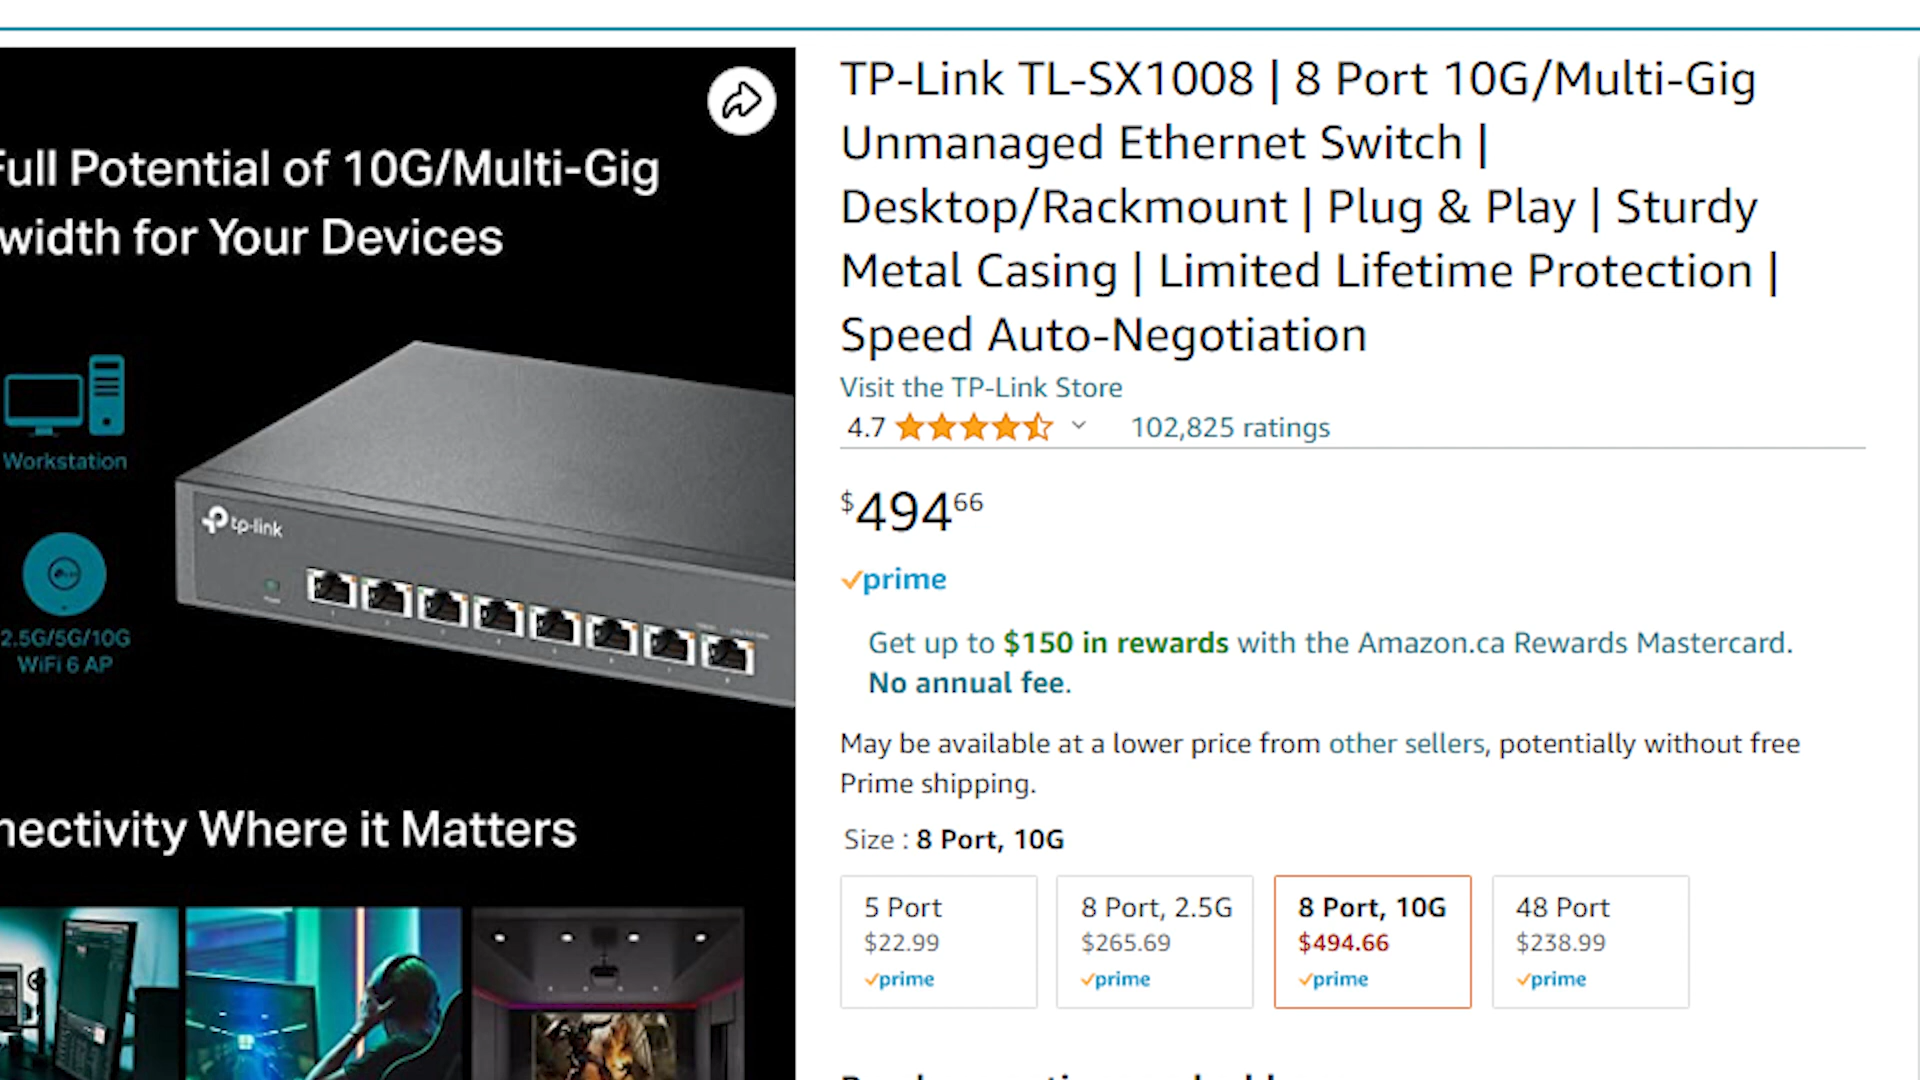 Full Potential of 10G/Multi-Gig
width for Your Devices
Workstation
tp-link
2.5G/5G/10G
WiFi 6 AP
nectivity Where it Matters
TP-Link TL-SX1008 | 8 Port 10G/Multi-Gig
Unmanaged Ethernet Switch |
Desktop/Rackmount | Plug & Play | Sturdy
Metal Casing | Limited Lifetime Protection |
Speed Auto-Negotiation
Visit the TP-Link Store
4.7 102,825 ratings
$494 66
prime
Get up to $150 in rewards with the Amazon.ca Rewards Mastercard.
No annual fee.
May be available at a lower price from other sellers, potentially without free
Prime shipping.
Size : 8 Port, 10G
5 Port
$22.99
prime
8 Port, 2.5G
$265.69
prime
8 Port, 10G
$494.66
prime
48 Port
$238.99
prime